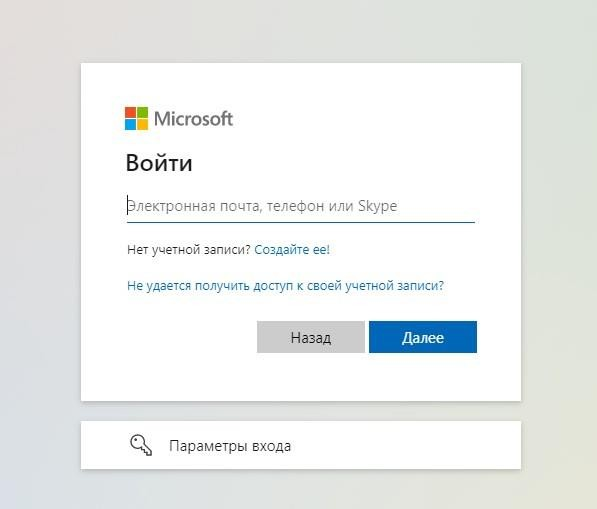 Microsoft
Войти
Электронная почта, телефон или Skype
Нет учетной записи? Создайте ее!
Не удается получить доступ к своей учетной записи?
Назад Далее
Параметры входа